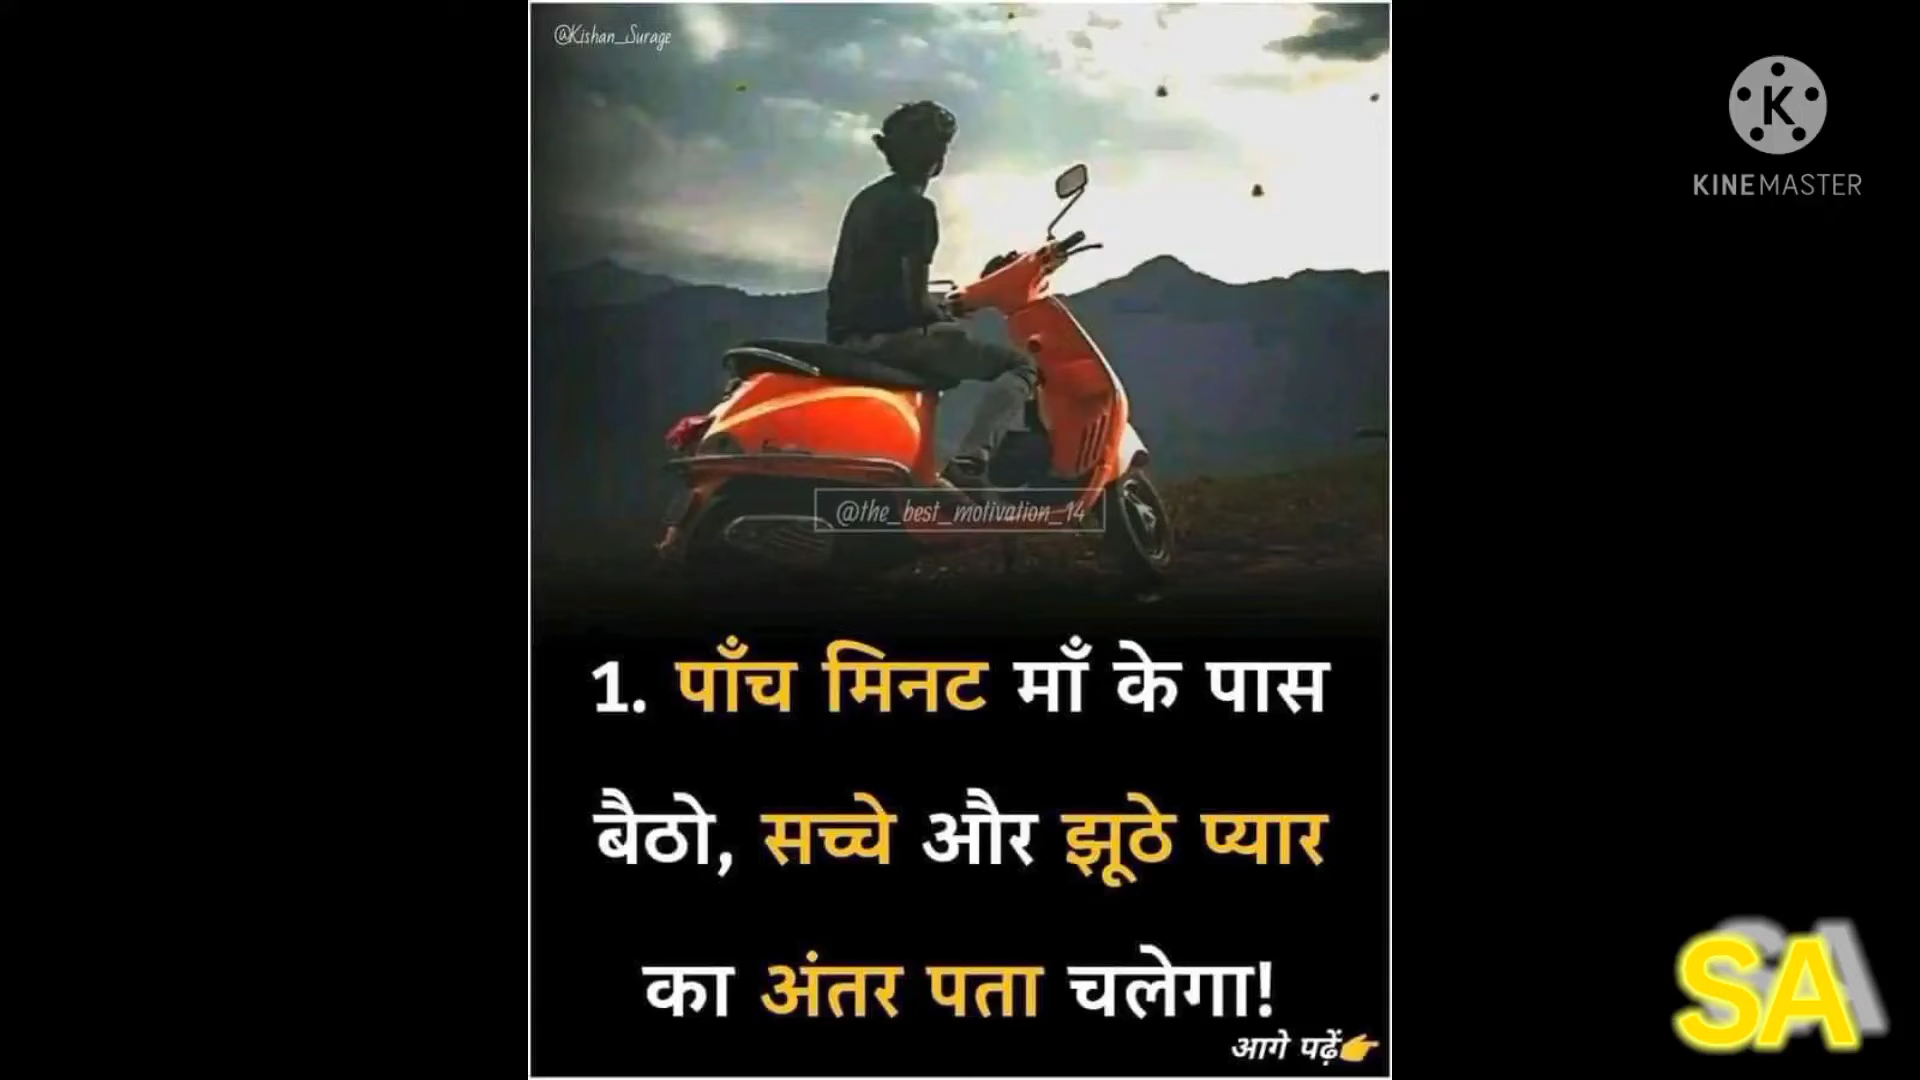 @Kishan_Surage
K
KINEMASTER
@the_best_motivation_14
1. पाँच मिनट माँ के पास
बैठो, सच्चे और झूठे प्यार
का अंतर पता चलेगा!
आगे पढ़ें👉
SA